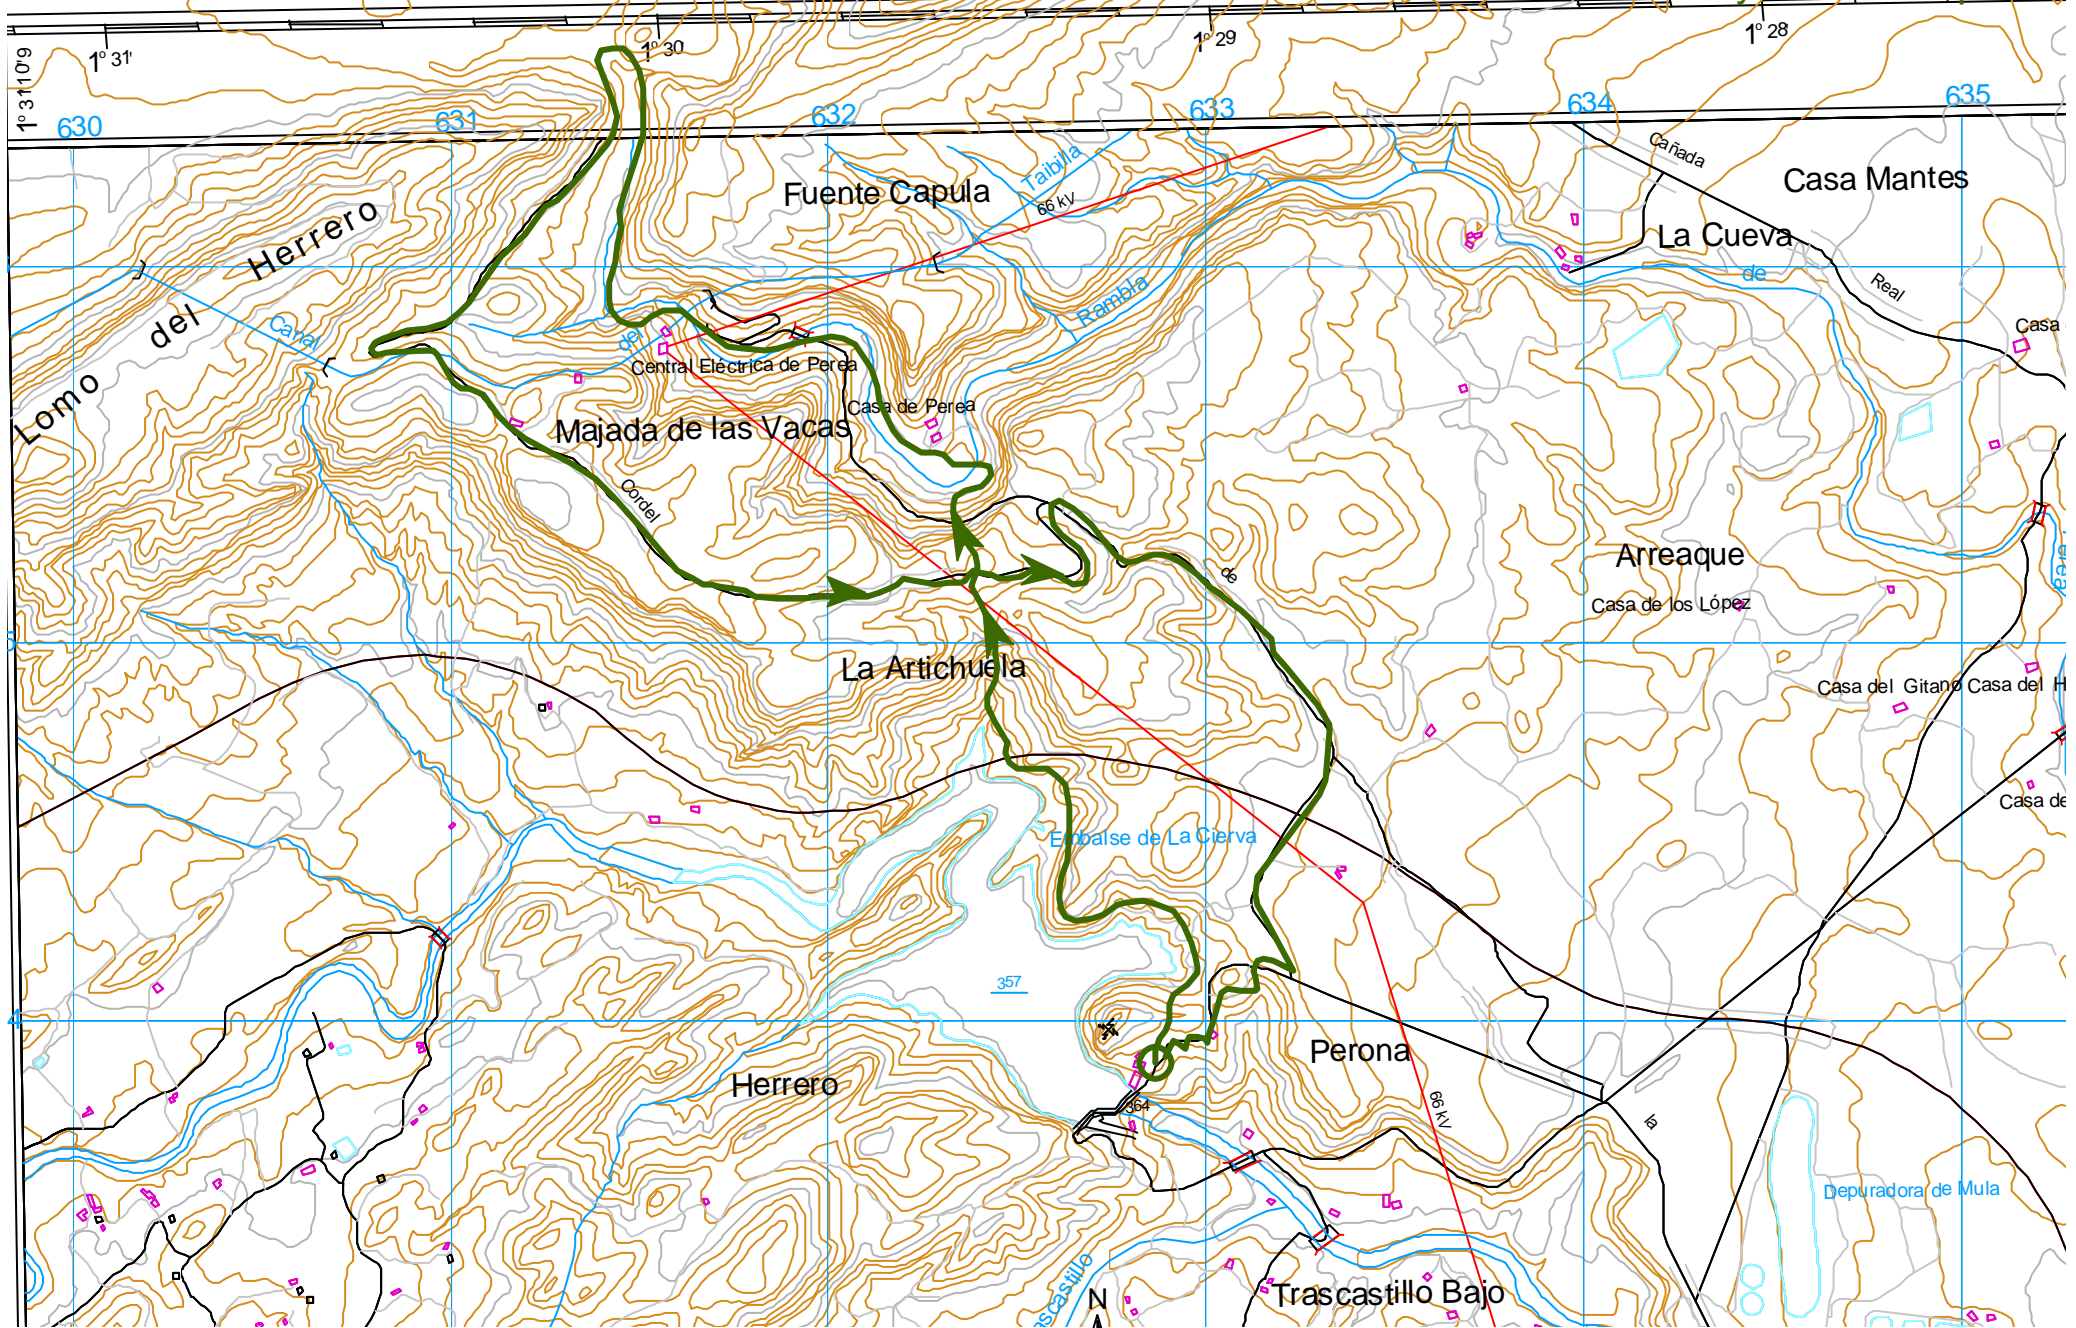 1° 31'
1° 30'
1° 29'
1° 28'
1° 31'10"9
630
631
632
633
634
635
Cañada
Casa Mantes
Taibilla
Fuente Capula
66 kV
La Cueva
de
Real
Lomo del Herrero
Canal
del
Rambla
Casa
Central Eléctrica de Perea
Casa de Perea
Majada de las Vacas
Cordel
de
Arreaque
Perea
Casa de los López
La Artichuela
Casa del Gitano
Casa del H
Casa de
Embalse de La Cierva
357
4
Perona
Herrero
364
66 kV
la
Depuradora de Mula
Trascastillo Bajo
ascastillo
N